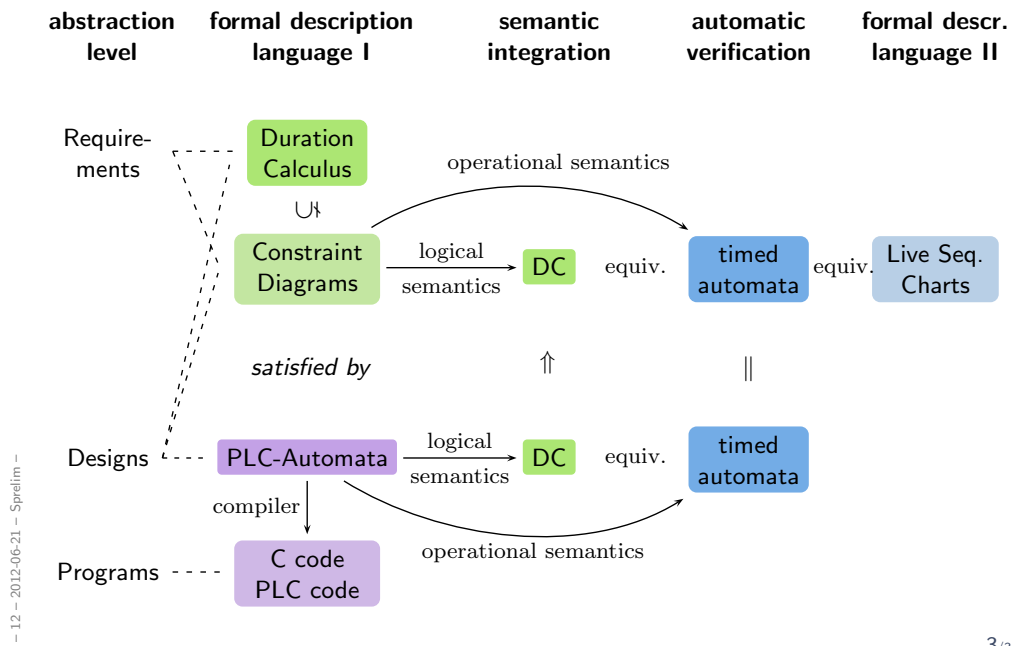 abstraction
level
formal description
language I
semantic
integration
automatic
verification
formal descr.
language II
Require-
ments
Duration
Calculus
operational semantics
Constraint
Diagrams
logical
semantics
DC
equiv.
timed
automata
equiv.
Live Seq.
Charts
satisfied by
⇑
||
Designs
PLC-Automata
logical
semantics
DC
equiv.
timed
automata
compiler
operational semantics
Programs
C code
PLC code
– 12 – 2012-06-21 – Sprelim –